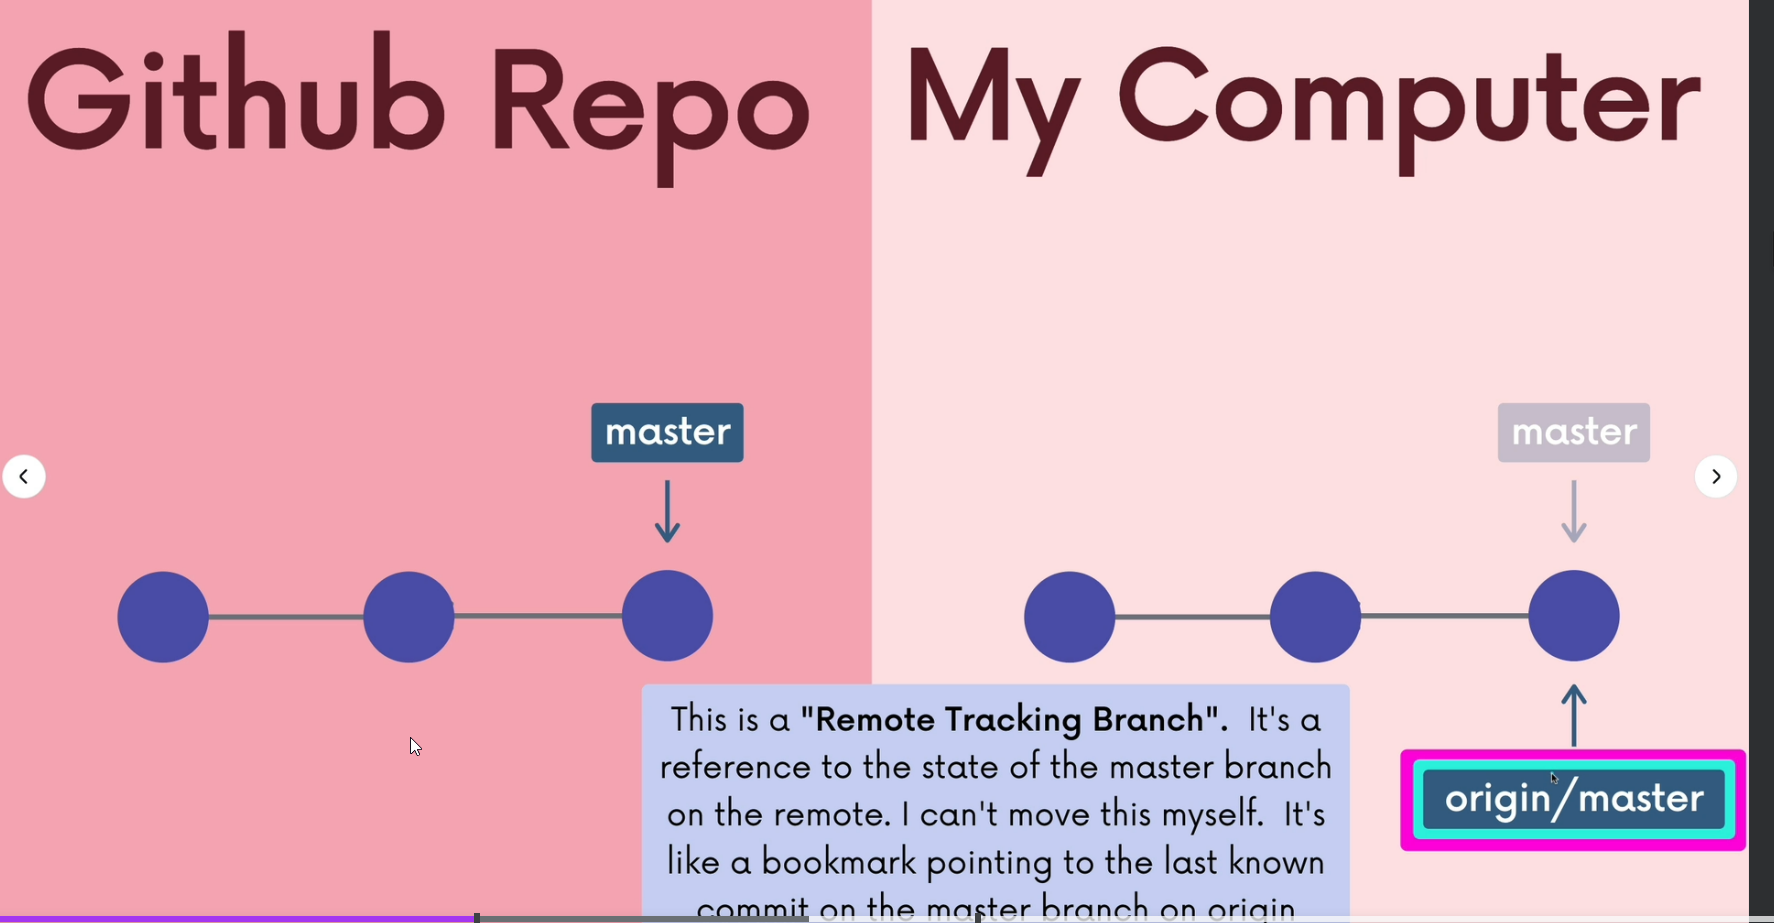 Github Repo
My Computer
master
master
This is a "Remote Tracking Branch". It's a
reference to the state of the master branch
on the remote. I can't move this myself. It's
like a bookmark pointing to the last known
commit on the master branch on origin
origin/master